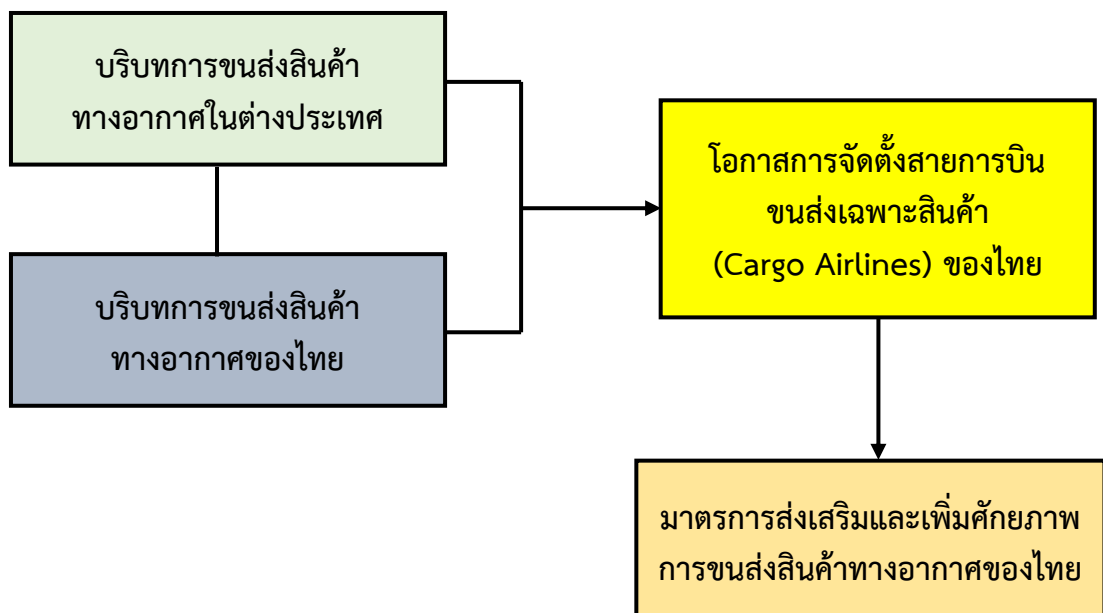 บริบทการขนส่งสินค้า
ทางอากาศในต่างประเทศ
บริบทการขนส่งสินค้า
ทางอากาศของไทย
โอกาสการจัดตั้งสายการบิน
ขนส่งเฉพาะสินค้า
(Cargo Airlines) ของไทย
มาตรการส่งเสริมและเพิ่มศักยภาพ
การขนส่งสินค้าทางอากาศของไทย